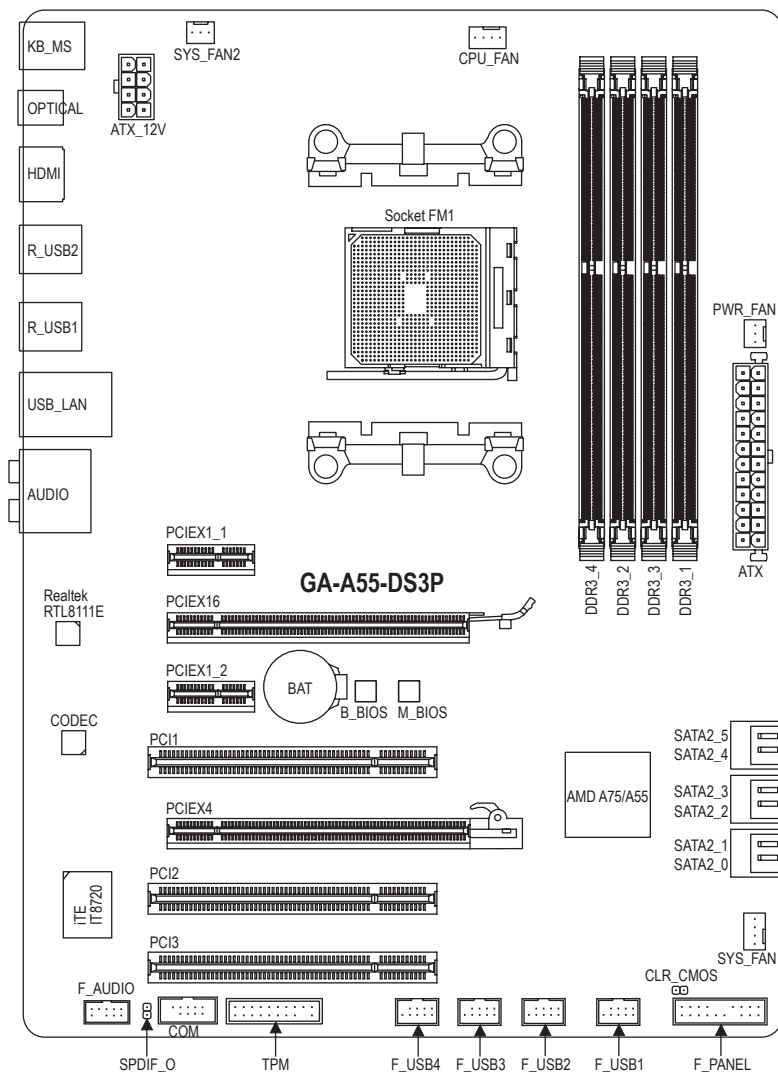 KB_MS
SYS_FAN2
CPU_FAN
OPTICAL
ATX_12V
HDMI
Socket FM1
R_USB2
R_USB1
PWR_FAN
USB_LAN
AUDIO
PCIEX1_1
GA-A55-DS3P
DDR3_4
DDR3_2
DDR3_3
DDR3_1
ATX
Realtek
RTL8111E
PCIEX16
PCIEX1_2
BAT
B_BIOS
M_BIOS
CODEC
PCI1
SATA2_5
SATA2_4
AMD A75/A55
SATA2_3
SATA2_2
PCIEX4
SATA2_1
SATA2_0
iTE
IT8720
PCI2
PCI3
SYS_FAN
CLR_CMOS
F_AUDIO
COM
SPDIF_O
TPM
F_USB4
F_USB3
F_USB2
F_USB1
F_PANEL